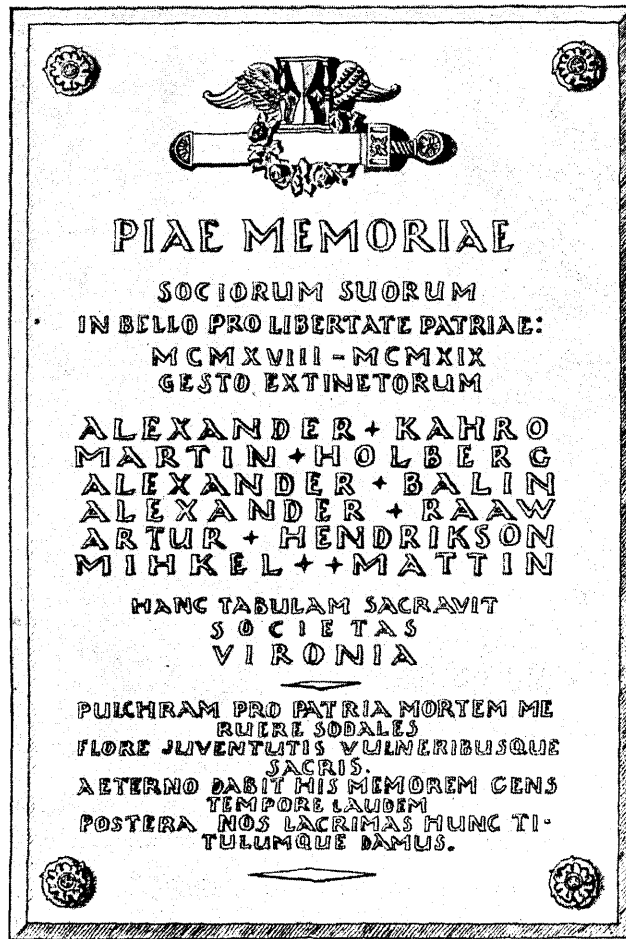 PIAE MEMORIAE
SOCIORUM SUORUM
IN BELLO PRO LIBERTATE PATRIAE:
MCMXVIII - MCMXIX
GESTO EXTINETORUM
ALEXANDER + KAHRO
MARTIN + HOLBERG
ALEXANDER + BALIN
ALEXANDER + RAAW
ARTUR + HENDRIKSON
MIHKEL + + MATTIN
HANC TABULAM SACRAVIT
SOCIETAS
VIRONIA
PULCHRAM PRO PATRIA MORTEM ME
RUERE SODALES
FLORE JUVENTUTIS VULNERIBUSQUE
SACRIS.
AETERNO DABIT HIS MEMOREM GENS
TEMPORE LAUDEM
POSTERA NOS LACRIMAS HUNC TI-
TULUMQUE DAMUS.